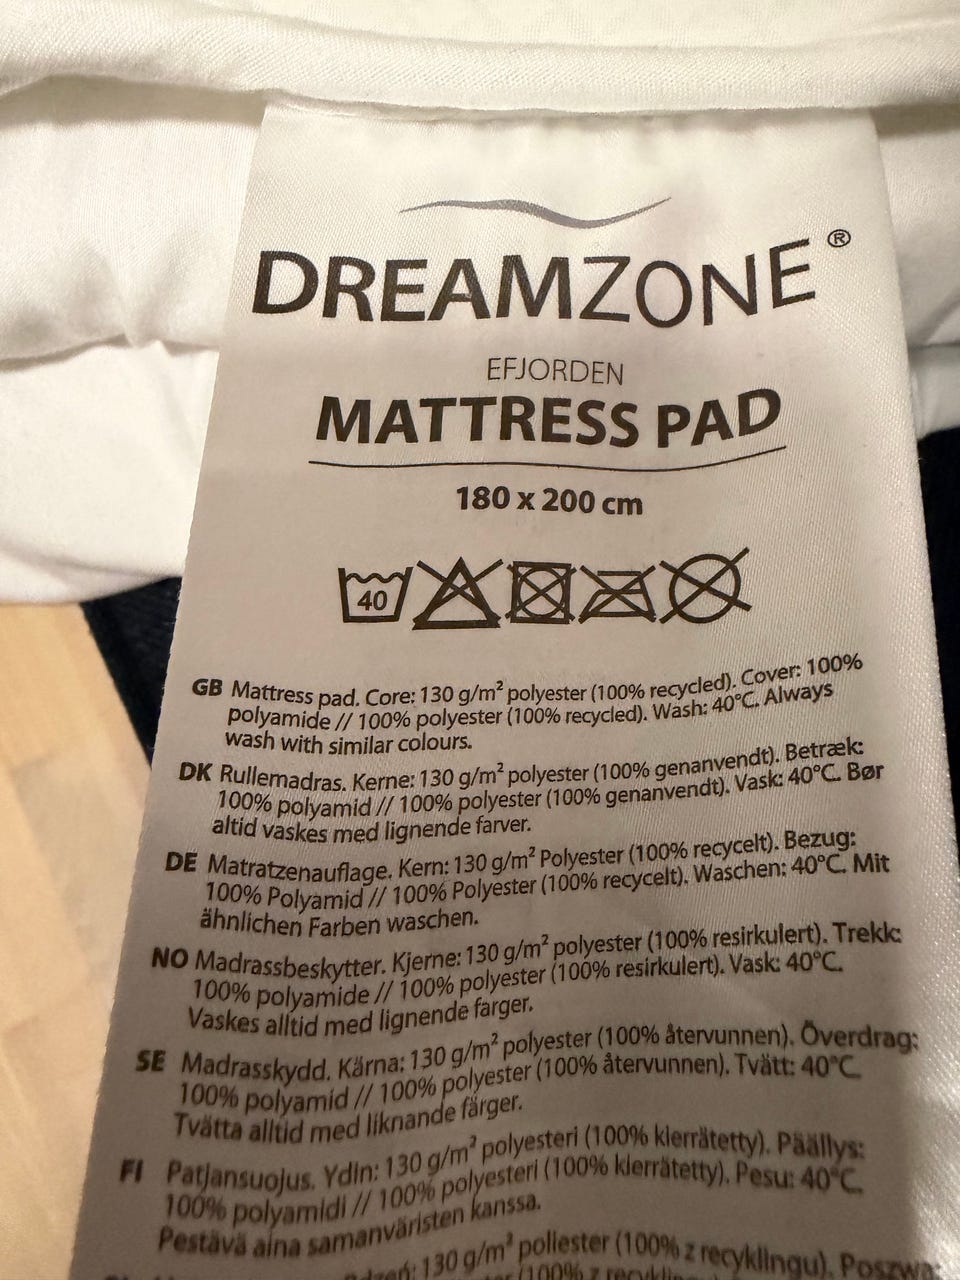 DREAMZONE®
EFJORDEN
MATTRESS PAD
180 x 200 cm
40
GB Mattress pad. Core: 130 g/m² polyester (100% recycled). Cover: 100%
polyamide // 100% polyester (100% recycled). Wash: 40°C. Always
wash with similar colours.
DK Rullemadras. Kerne: 130 g/m² polyester (100% genanvendt). Betræk:
100% polyamid // 100% polyester (100% genanvendt). Vask: 40°C. Bør
altid vaskes med lignende farver.
DE Matratzenauflage. Kern: 130 g/m² Polyester (100% recycelt). Bezug:
100% Polyamid // 100% Polyester (100% recycelt). Waschen: 40°C. Mit
ähnlichen Farben waschen.
NO Madrassbeskytter. Kjerne: 130 g/m² polyester (100% resirkulert). Trekk:
100% polyamide // 100% polyester (100% resirkulert). Vask: 40°C.
Vaskes alltid med lignende farger.
SE Madrasskydd. Kärna: 130 g/m² polyester (100% återvunnen). Överdrag:
100% polyamid // 100% polyester (100% återvunnen). Tvätt: 40°C.
Tvätta alltid med liknande färger.
FI Patjansuojus. Ydin: 130 g/m² polyesteri (100% kierrätetty). Päällys:
100% polyamidi // 100% polyesteri (100% kierrätetty). Pesu: 40°C.
Pestävä aina samanväristen kanssa.
130 g/m² poliester (100% z recyklingu). Poszwa:
(100% z recyklingu)